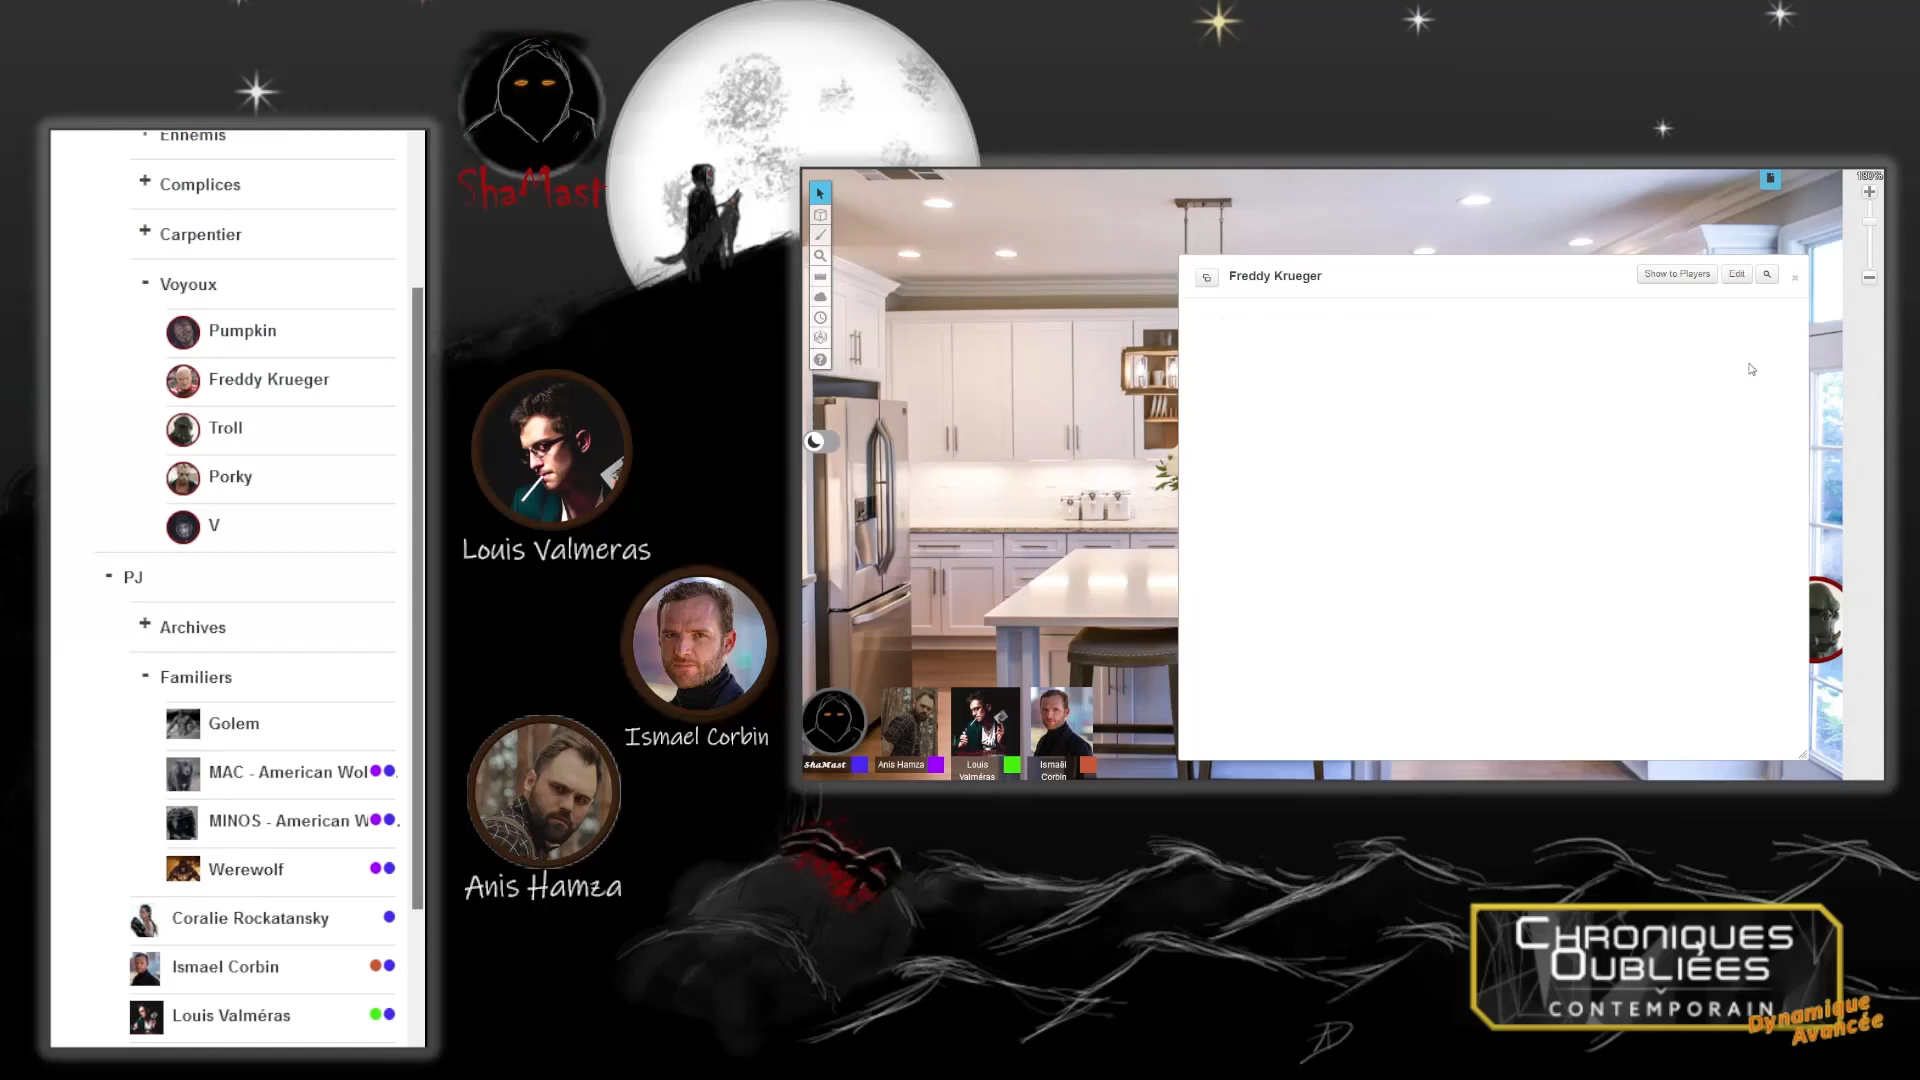 Ennemis
+ Complices
+ Carpentier
- Voyoux
Pumpkin
Freddy Krueger
Troll
Porky
V
- PJ
+ Archives
- Familiers
Golem
MAC - American Wol
MINOS - American W
Werewolf
Coralie Rockatansky
Ismael Corbin
Louis Valméras
ShaMast
Louis Valmeras
Ismael Corbin
Anis Hamza
180%
Freddy Krueger
Show to Players
Edit
ShaMast
Anis Hamza
Louis
Valméras
Ismaël
Corbin
CHRONIQUES
OUBLIÉES
CONTEMPORAIN
Dynamique
Avancée